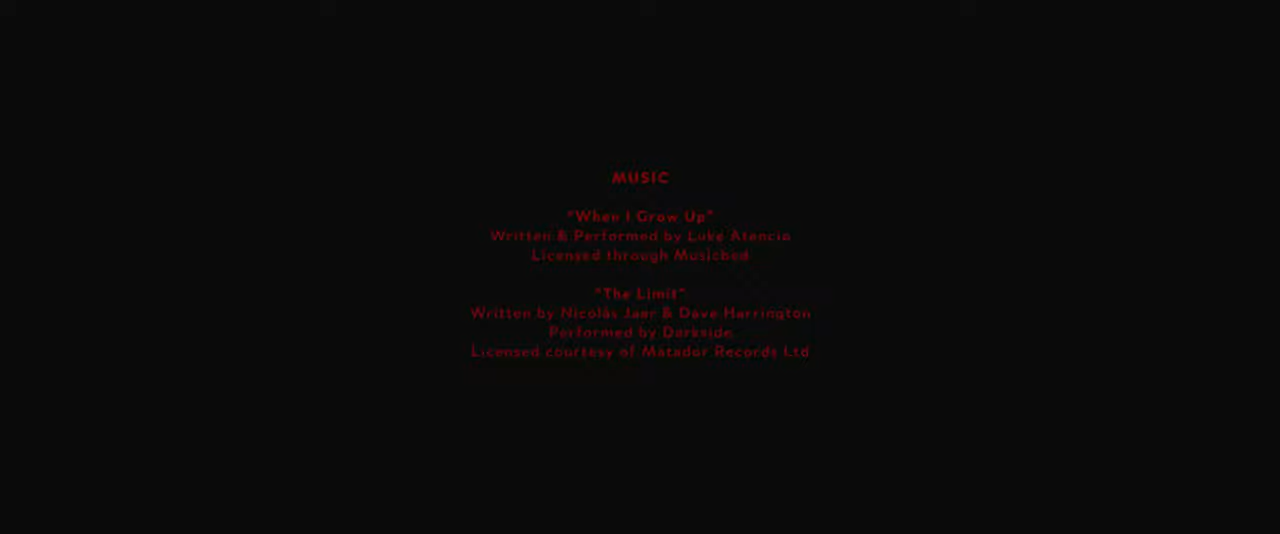 MUSIC
"When I Grow Up"
Written & Performed by Luke Atencio
Licensed through Musicbed
"The Limit"
Written by Nicolás Jaar & Dave Harrington
Performed by Darkside
Licensed courtesy of Matador Records Ltd